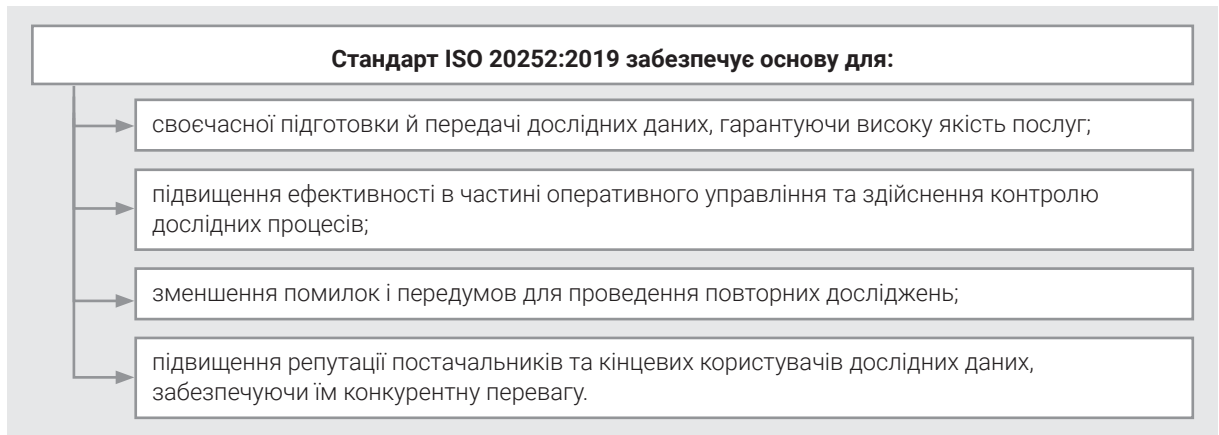 Стандарт ISO 20252:2019 забезпечує основу для:
своєчасної підготовки й передачі дослідних даних, гарантуючи високу якість послуг;
підвищення ефективності в частині оперативного управління та здійснення контролю
дослідних процесів;
зменшення помилок і передумов для проведення повторних досліджень;
підвищення репутації постачальників та кінцевих користувачів дослідних даних,
забезпечуючи їм конкурентну перевагу.